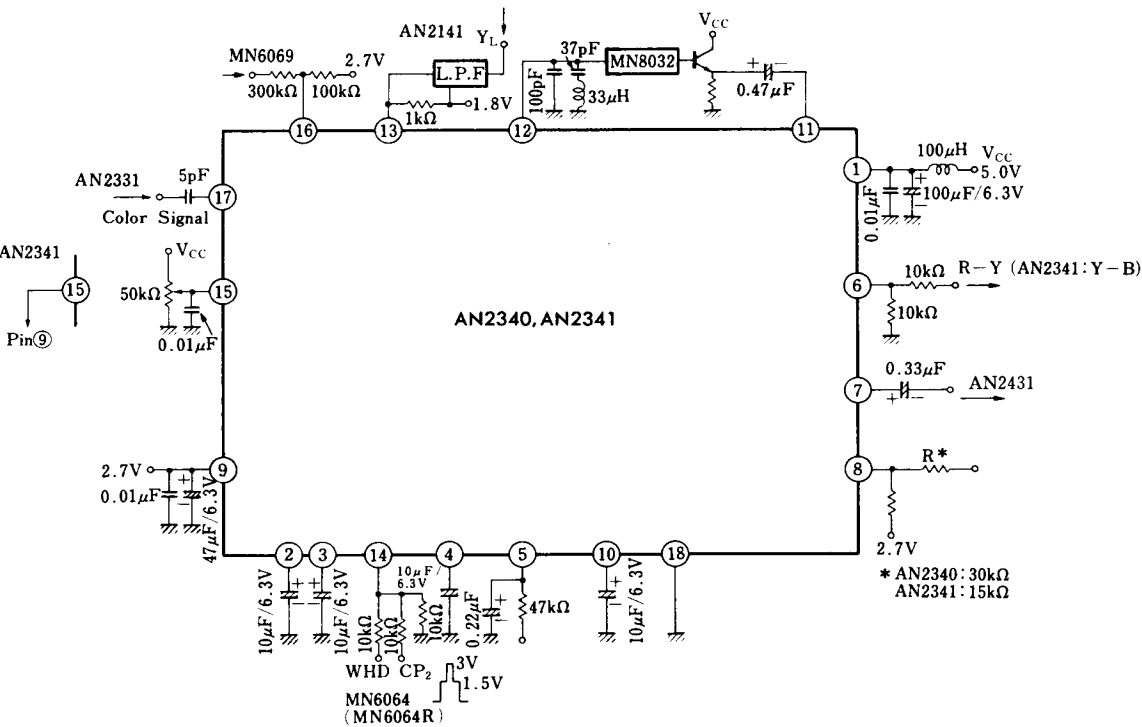 AN2141
Y_L
V_CC
MN6069
2.7V
L.P.F
37pF
MN8032
300kΩ
100kΩ
1.8V
100pF
33μH
0.47μF
1kΩ
16
13
12
11
5pF
AN2331
17
Color Signal
1
100μH
V_CC
5.0V
0.01μF
+
100μF/6.3V
−
AN2341
15
Pin⑨
V_CC
50kΩ
15
0.01μF
AN2340, AN2341
6
10kΩ
R−Y (AN2341:Y−B)
10kΩ
7
0.33μF
+ −
AN2431
2.7V
9
0.01μF
+
−
47μF/6.3V
8
R*
2.7V
* AN2340:30kΩ
AN2341:15kΩ
2
3
14
4
5
10
18
10μF/6.3V
10μF/6.3V
10kΩ
10kΩ
10kΩ
10μF/
6.3V
0.22μF
47kΩ
10μF/6.3V
WHD CP₂
3V
1.5V
MN6064
(MN6064R)